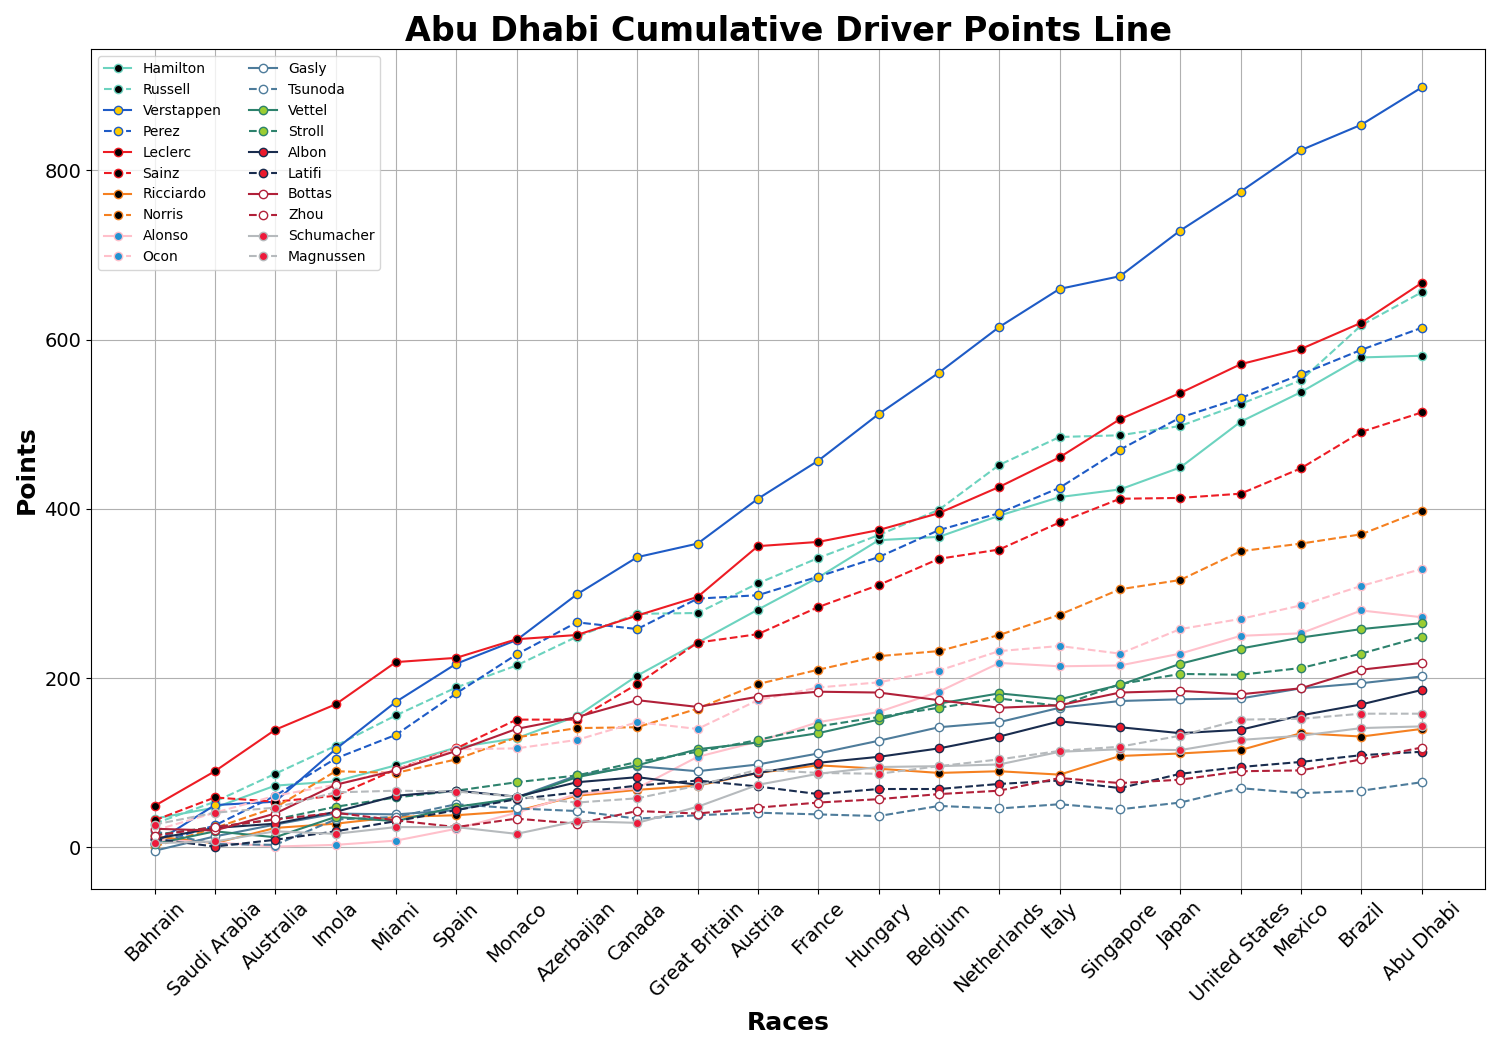 Abu Dhabi Cumulative Driver Points Line
Hamilton
Russell
Verstappen
Perez
Leclerc
Sainz
Ricciardo
Norris
Alonso
Ocon
Gasly
Tsunoda
Vettel
Stroll
Albon
Latifi
Bottas
Zhou
Schumacher
Magnussen
Points
800
600
400
200
0
Bahrain
Saudi Arabia
Australia
Imola
Miami
Spain
Monaco
Azerbaijan
Canada
Great Britain
Austria
France
Hungary
Belgium
Netherlands
Italy
Singapore
Japan
United States
Mexico
Brazil
Abu Dhabi
Races